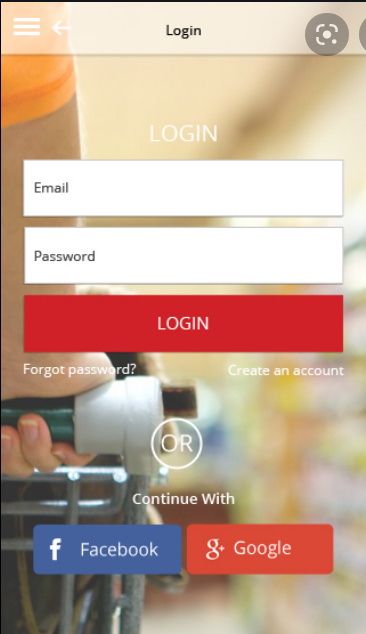 Login
LOGIN
Email
Password
LOGIN
Forgot password? Create an account
OR
Continue With
f Facebook g+ Google